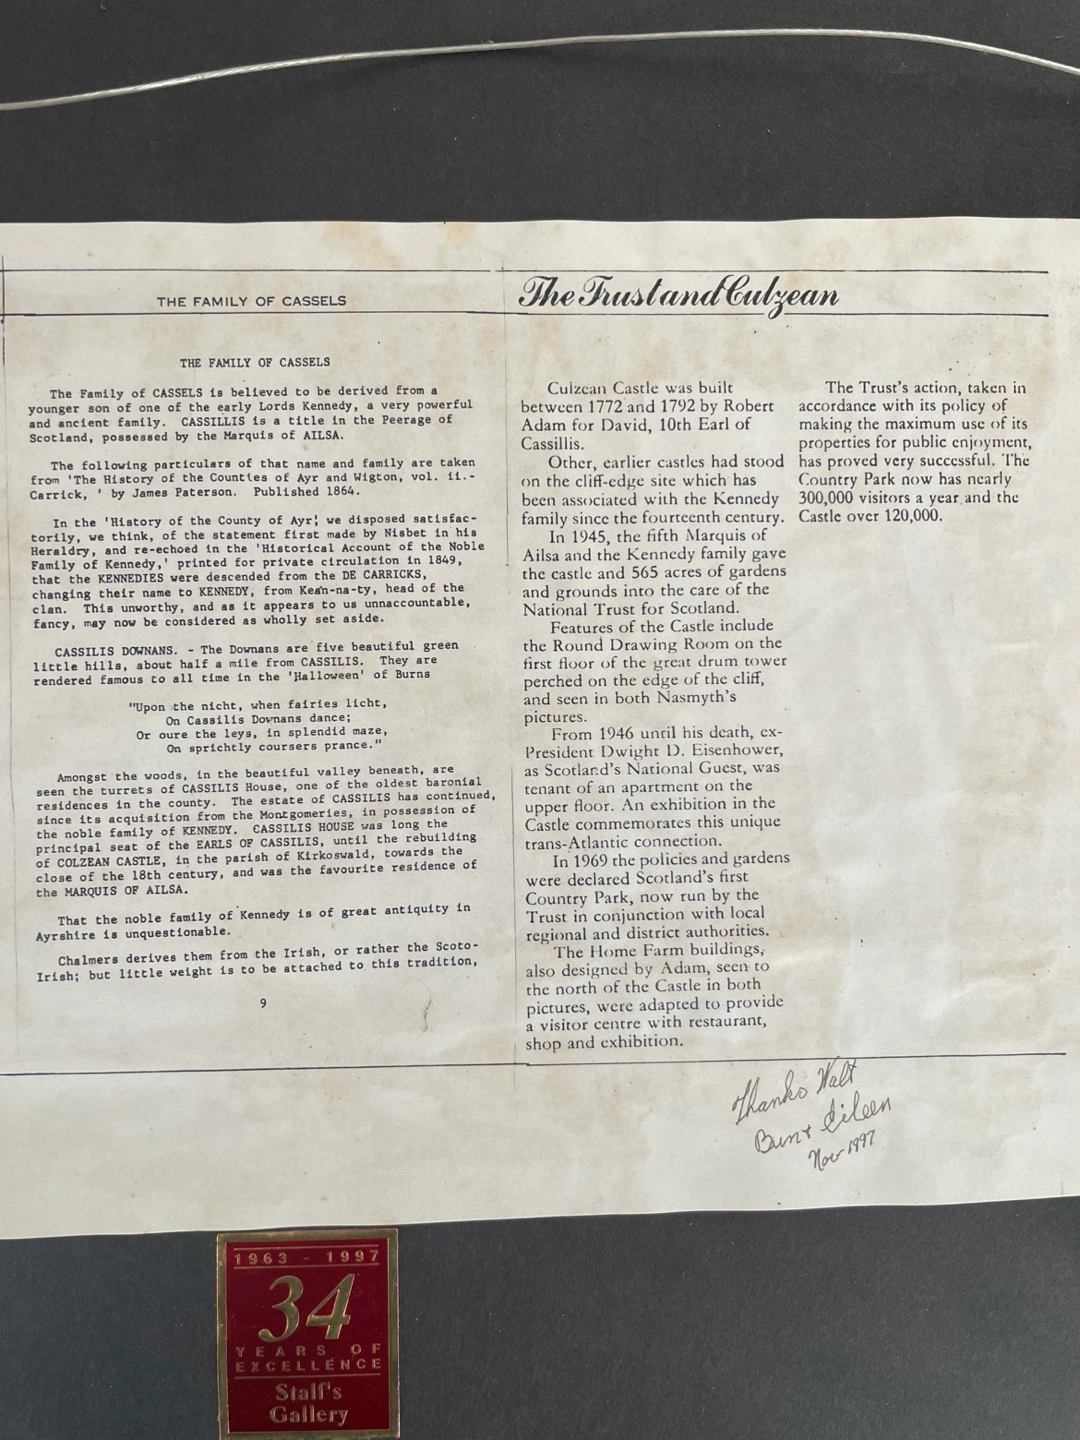 THE FAMILY OF CASSELS
THE FAMILY OF CASSELS
The Family of CASSELS is believed to be derived from a
younger son of one of the early Lords Kennedy, a very powerful
and ancient family. CASSILLIS is a title in the Peerage of
Scotland, possessed by the Marquis of AILSA.
The following particulars of that name and family are taken
from 'The History of the Counties of Ayr and Wigton, vol. ii.-
Carrick, ' by James Paterson. Published 1864.
In the 'History of the County of Ayr', we disposed satisfac-
torily, we think, of the statement first made by Nisbet in his
Heraldry, and re-echoed in the 'Historical Account of the Noble
Family of Kennedy,' printed for private circulation in 1849,
that the KENNEDIES were descended from the DE CARRICKS,
changing their name to KENNEDY, from Kean-na-ty, head of the
clan. This unworthy, and as it appears to us unnaccountable,
fancy, may now be considered as wholly set aside.
CASSILIS DOWNANS. - The Downans are five beautiful green
little hills, about half a mile from CASSILIS. They are
rendered famous to all time in the 'Halloween' of Burns
"Upon the nicht, when fairies licht,
On Cassilis Downans dance;
Or oure the leys, in splendid maze,
On sprichtly coursers prance."
Amongst the woods, in the beautiful valley beneath, are
seen the turrets of CASSILIS House, one of the oldest baronial
residences in the county. The estate of CASSILIS has continued,
since its acquisition from the Montgomeries, in possession of
the noble family of KENNEDY. CASSILIS HOUSE was long the
principal seat of the EARLS OF CASSILIS, until the rebuilding
of COLZEAN CASTLE, in the parish of Kirkoswald, towards the
close of the 18th century, and was the favourite residence of
the MARQUIS OF AILSA.
That the noble family of Kennedy is of great antiquity in
Ayrshire is unquestionable.
Chalmers derives them from the Irish, or rather the Scoto-
Irish; but little weight is to be attached to this tradition,
9
The Trust and Culzean
Culzean Castle was built
between 1772 and 1792 by Robert
Adam for David, 10th Earl of
Cassillis.
Other, earlier castles had stood
on the cliff-edge site which has
been associated with the Kennedy
family since the fourteenth century.
In 1945, the fifth Marquis of
Ailsa and the Kennedy family gave
the castle and 565 acres of gardens
and grounds into the care of the
National Trust for Scotland.
Features of the Castle include
the Round Drawing Room on the
first floor of the great drum tower
perched on the edge of the cliff,
and seen in both Nasmyth's
pictures.
From 1946 until his death, ex-
President Dwight D. Eisenhower,
as Scotland's National Guest, was
tenant of an apartment on the
upper floor. An exhibition in the
Castle commemorates this unique
trans-Atlantic connection.
In 1969 the policies and gardens
were declared Scotland's first
Country Park, now run by the
Trust in conjunction with local
regional and district authorities.
The Home Farm buildings,
also designed by Adam, seen to
the north of the Castle in both
pictures, were adapted to provide
a visitor centre with restaurant,
shop and exhibition.
The Trust's action, taken in
accordance with its policy of
making the maximum use of its
properties for public enjoyment,
has proved very successful. The
Country Park now has nearly
300,000 visitors a year and the
Castle over 120,000.
Thanks Walt
+ Eileen
Nov 1997
1963 - 1997
34
YEARS OF
EXCELLENCE
Stalf's
Gallery